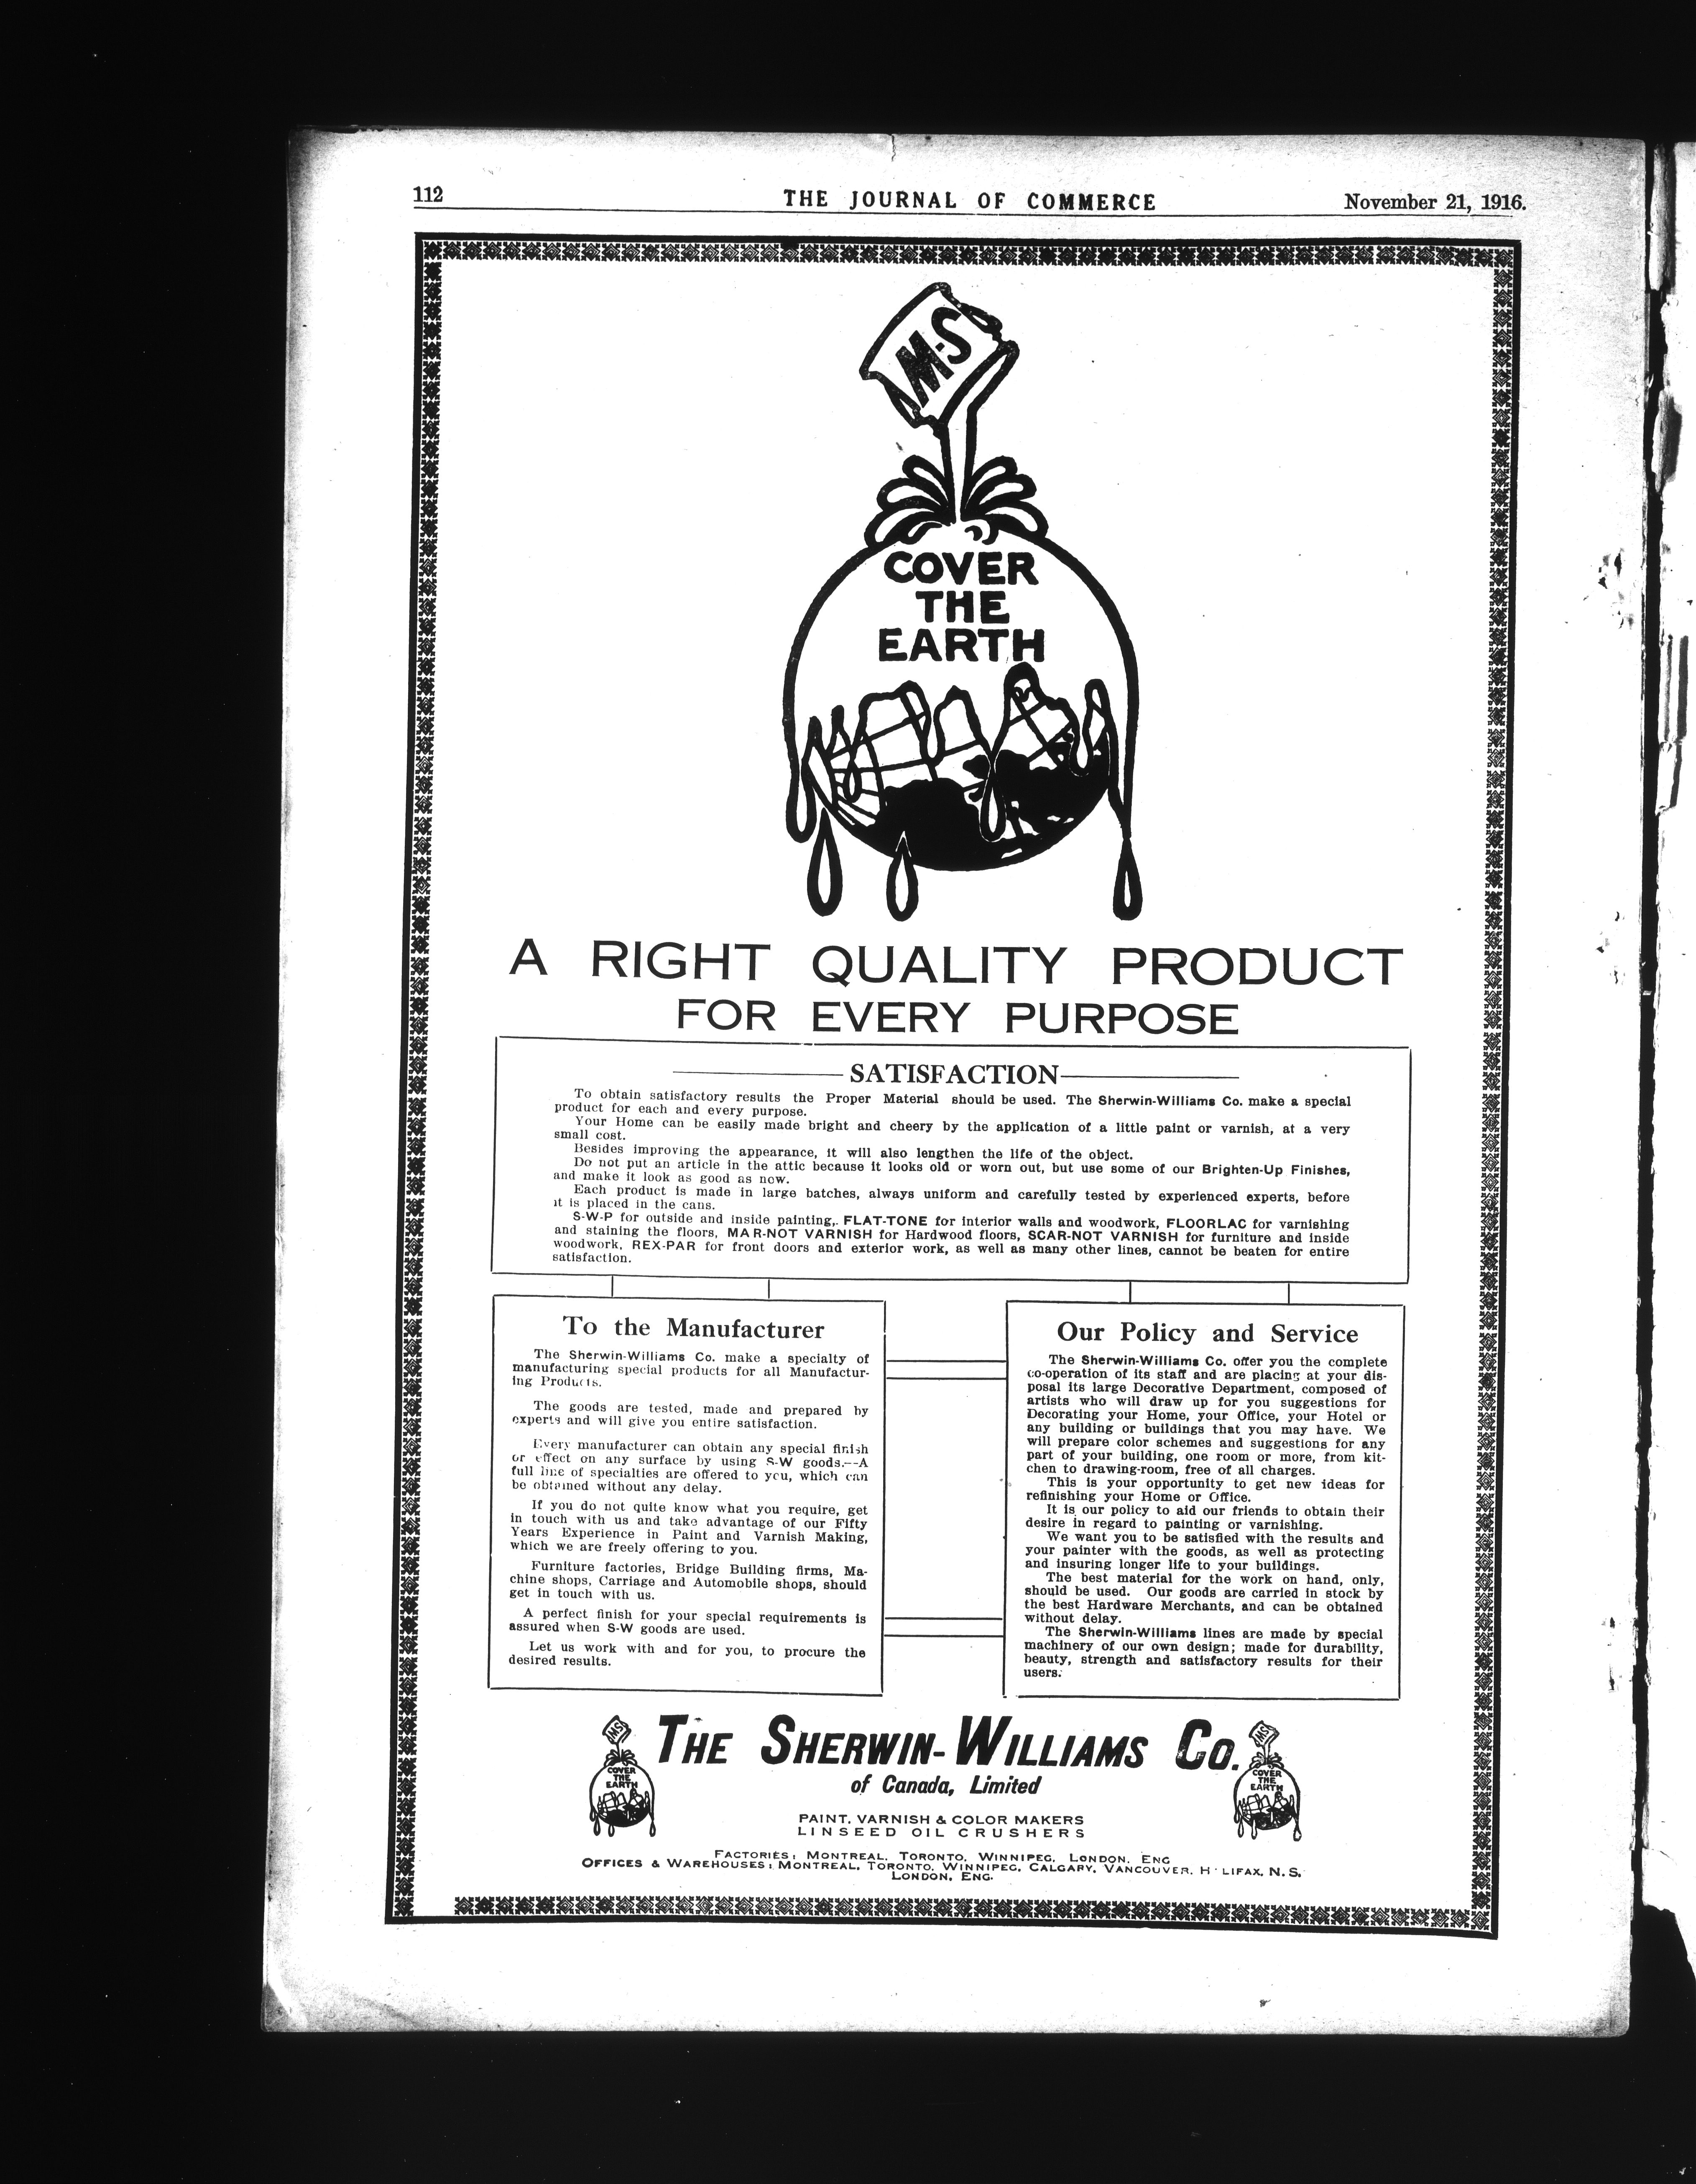 112
THE JOURNAL OF COMMERCE
November 21, 1916.
S-W
COVER
THE
EARTH
A RIGHT QUALITY PRODUCT
FOR EVERY PURPOSE
SATISFACTION
To obtain satisfactory results the Proper Material should be used. The Sherwin-Williams Co. make a special
product for each and every purpose.
Your Home can be easily made bright and cheery by the application of a little paint or varnish, at a very
small cost.
Besides improving the appearance, it will also lengthen the life of the object.
Do not put an article in the attic because it looks old or worn out, but use some of our Brighten-Up Finishes,
and make it look as good as now.
Each product is made in large batches, always uniform and carefully tested by experienced experts, before
it is placed in the cans.
S-W-P for outside and inside painting,. FLAT-TONE for interior walls and woodwork, FLOORLAC for varnishing
and staining the floors, MAR-NOT VARNISH for Hardwood floors, SCAR-NOT VARNISH for furniture and inside
woodwork, REX-PAR for front doors and exterior work, as well as many other lines, cannot be beaten for entire
satisfaction.
To the Manufacturer
The Sherwin-Williams Co. make a specialty of
manufacturing special products for all Manufactur-
ing Products.
The goods are tested, made and prepared by
experts and will give you entire satisfaction.
Every manufacturer can obtain any special finish
or effect on any surface by using S-W goods.--A
full line of specialties are offered to you, which can
be obtained without any delay.
If you do not quite know what you require, get
in touch with us and take advantage of our Fifty
Years Experience in Paint and Varnish Making,
which we are freely offering to you.
Furniture factories, Bridge Building firms, Ma-
chine shops, Carriage and Automobile shops, should
get in touch with us.
A perfect finish for your special requirements is
assured when S-W goods are used.
Let us work with and for you, to procure the
desired results.
Our Policy and Service
The Sherwin-Williams Co. offer you the complete
co-operation of its staff and are placing at your dis-
posal its large Decorative Department, composed of
artists who will draw up for you suggestions for
Decorating your Home, your Office, your Hotel or
any building or buildings that you may have. We
will prepare color schemes and suggestions for any
part of your building, one room or more, from kit-
chen to drawing-room, free of all charges.
This is your opportunity to get new ideas for
refinishing your Home or Office.
It is our policy to aid our friends to obtain their
desire in regard to painting or varnishing.
We want you to be satisfied with the results and
your painter with the goods, as well as protecting
and insuring longer life to your buildings.
The best material for the work on hand, only,
should be used. Our goods are carried in stock by
the best Hardware Merchants, and can be obtained
without delay.
The Sherwin-Williams lines are made by special
machinery of our own design; made for durability,
beauty, strength and satisfactory results for their
users.
S-W
COVER
THE
EARTH
THE SHERWIN-WILLIAMS CO.
of Canada, Limited
S-W
COVER
THE
EARTH
PAINT, VARNISH & COLOR MAKERS
LINSEED OIL CRUSHERS
FACTORIES: MONTREAL, TORONTO, WINNIPEG, LONDON, ENG
OFFICES & WAREHOUSES: MONTREAL, TORONTO, WINNIPEG, CALGARY, VANCOUVER, H LIFAX, N. S.
LONDON, ENG.